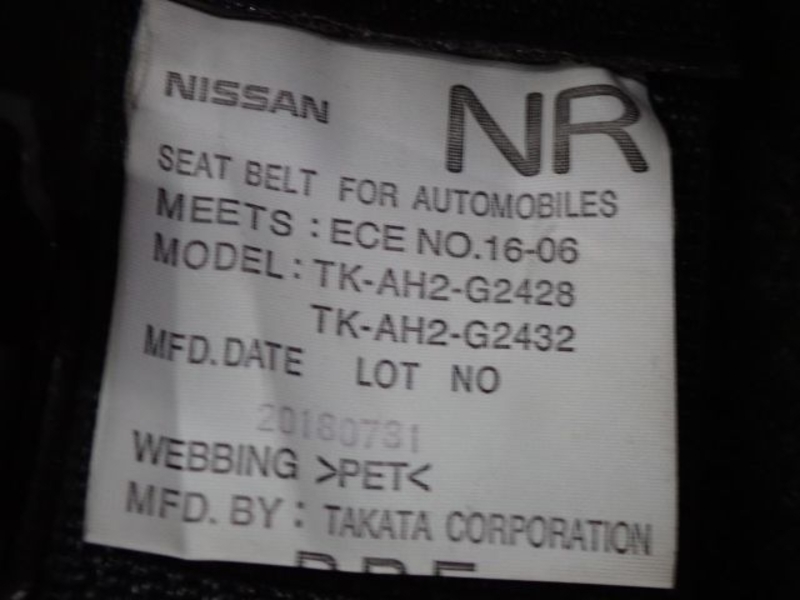 NISSAN NR
SEAT BELT FOR AUTOMOBILES
MEETS : ECE NO.16-06
MODEL : TK-AH2-G2428
TK-AH2-G2432
MFD.DATE LOT NO
20180731
WEBBING >PET<
MFD. BY : TAKATA CORPORATION